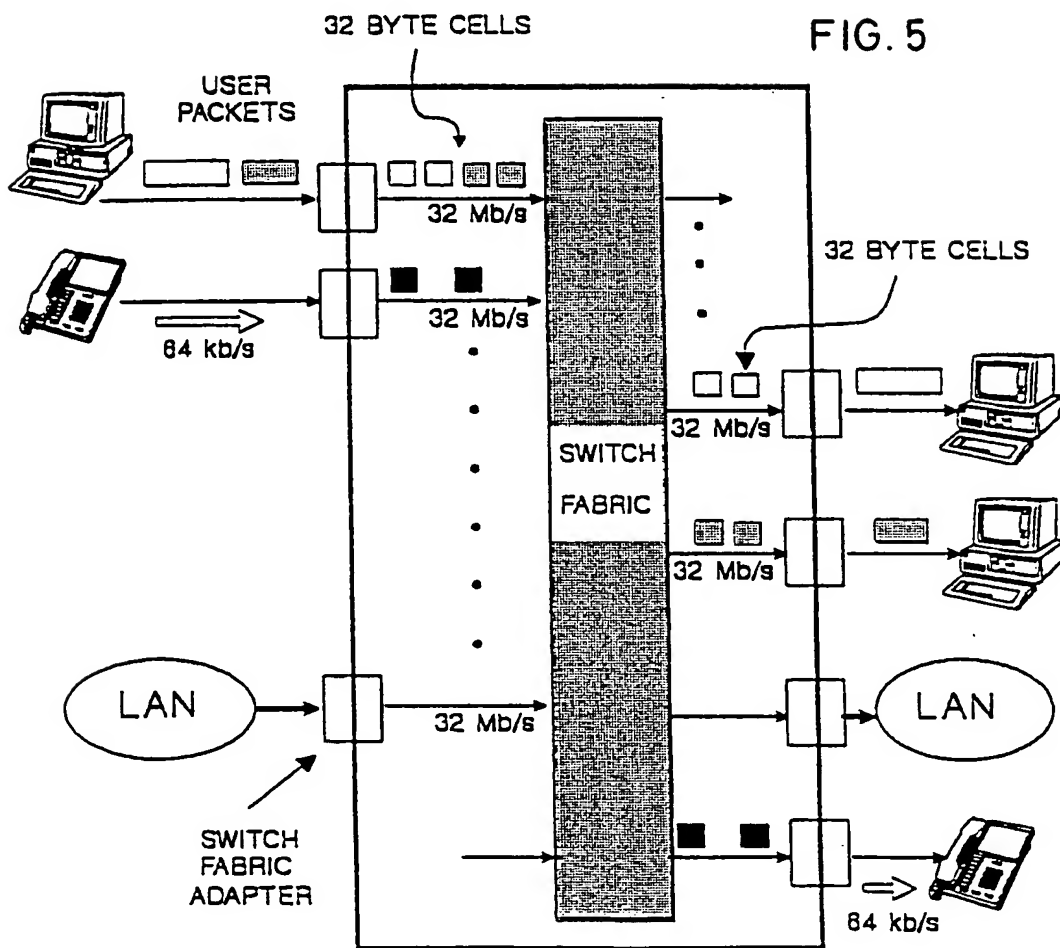 32 BYTE CELLS
FIG. 5
USER
PACKETS
32 Mb/s
32 BYTE CELLS
64 kb/s
32 Mb/s
32 Mb/s
SWITCH
FABRIC
32 Mb/s
LAN
32 Mb/s
LAN
SWITCH
FABRIC
ADAPTER
64 kb/s